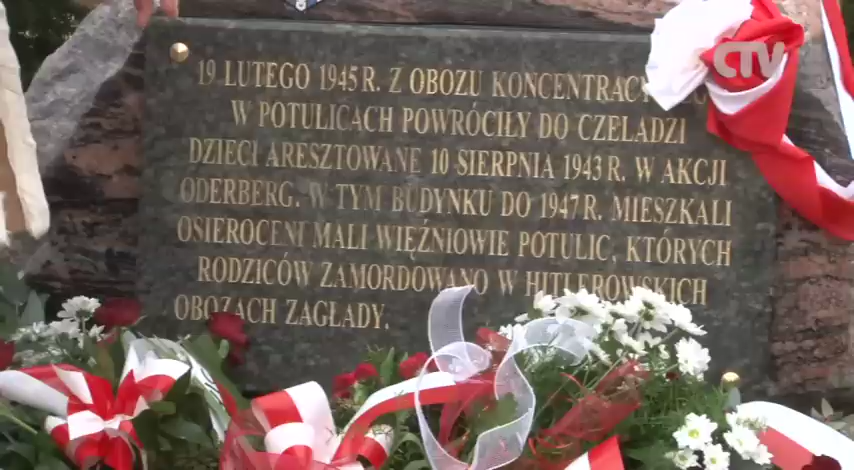 CTV
19 LUTEGO 1945 R. Z OBOZU
W POTULICACH POWRÓCIŁY DO CZELADZI
DZIECI ARESZTOWANE 10 SIERPNIA 1943 R. W AKCJI
ODERBERG. W TYM BUDYNKU DO 1947 R. MIESZKALI
OSIEROCENI MALI WIĘŹNIOWIE POTULIC, KTÓRYCH
RODZICÓW ZAMORDOWANO W HITLEROWSKICH
OBOZACH ZAGŁADY.